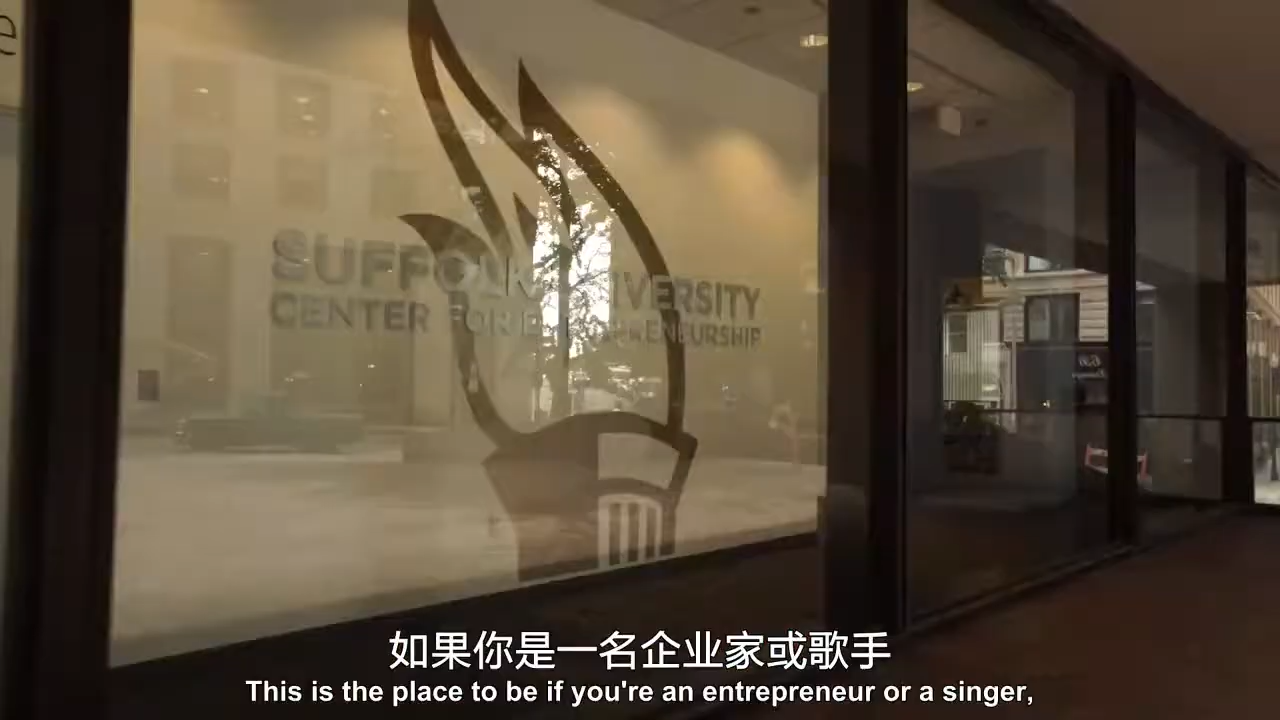 e
SUFFOLK UNIVERSITY
CENTER FOR ENTREPRENEURSHIP
如果你是一名企业家或歌手
This is the place to be if you're an entrepreneur or a singer,